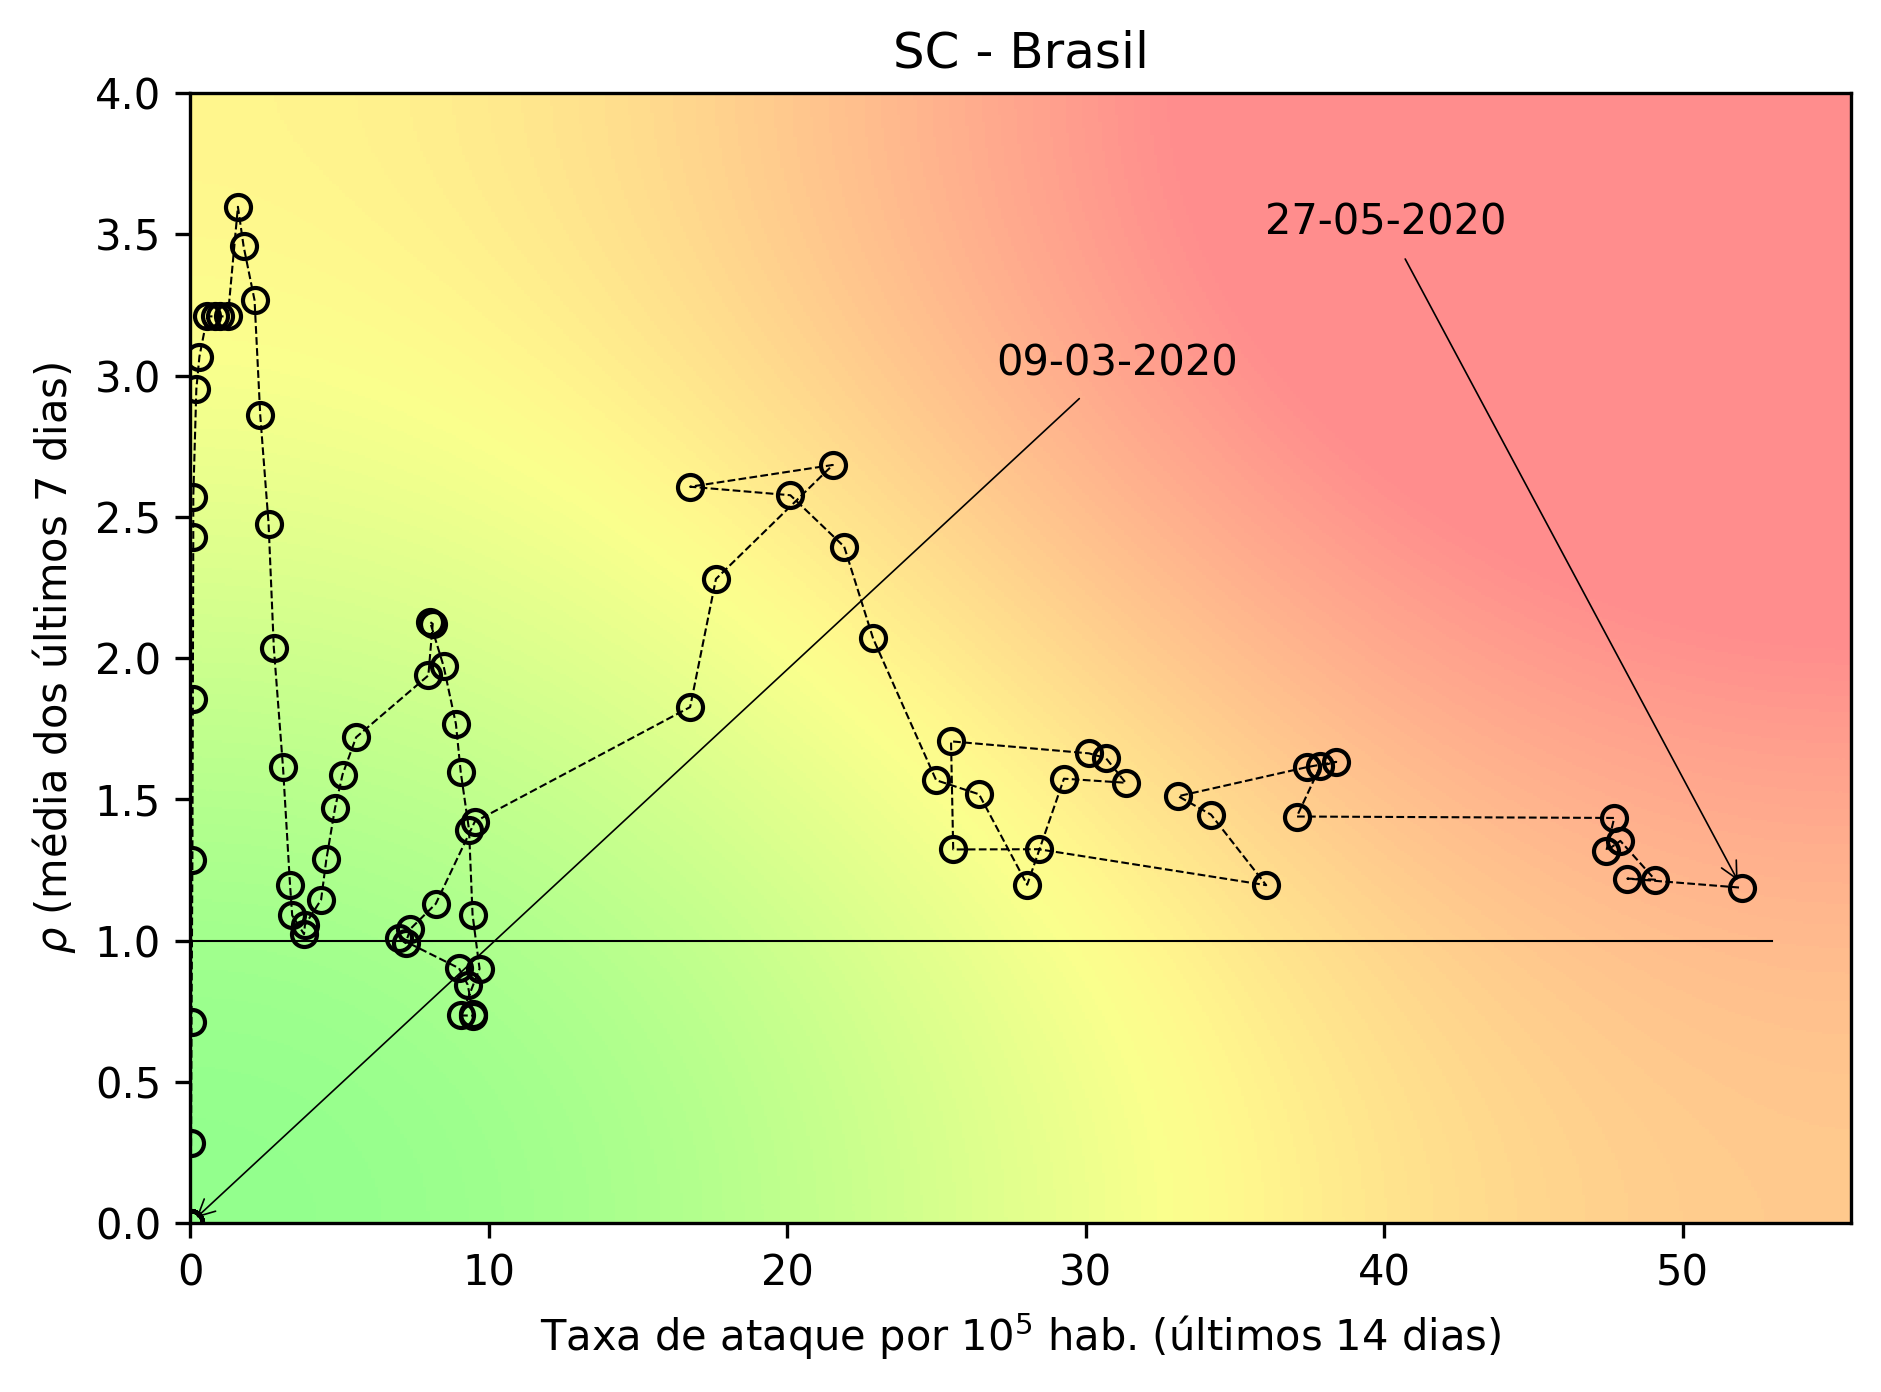 SC - Brasil
4.0
3.5
3.0
2.5
2.0
1.5
1.0
0.5
0.0
ρ (média dos últimos 7 dias)
27-05-2020
09-03-2020
0 10 20 30 40 50
Taxa de ataque por 10⁵ hab. (últimos 14 dias)